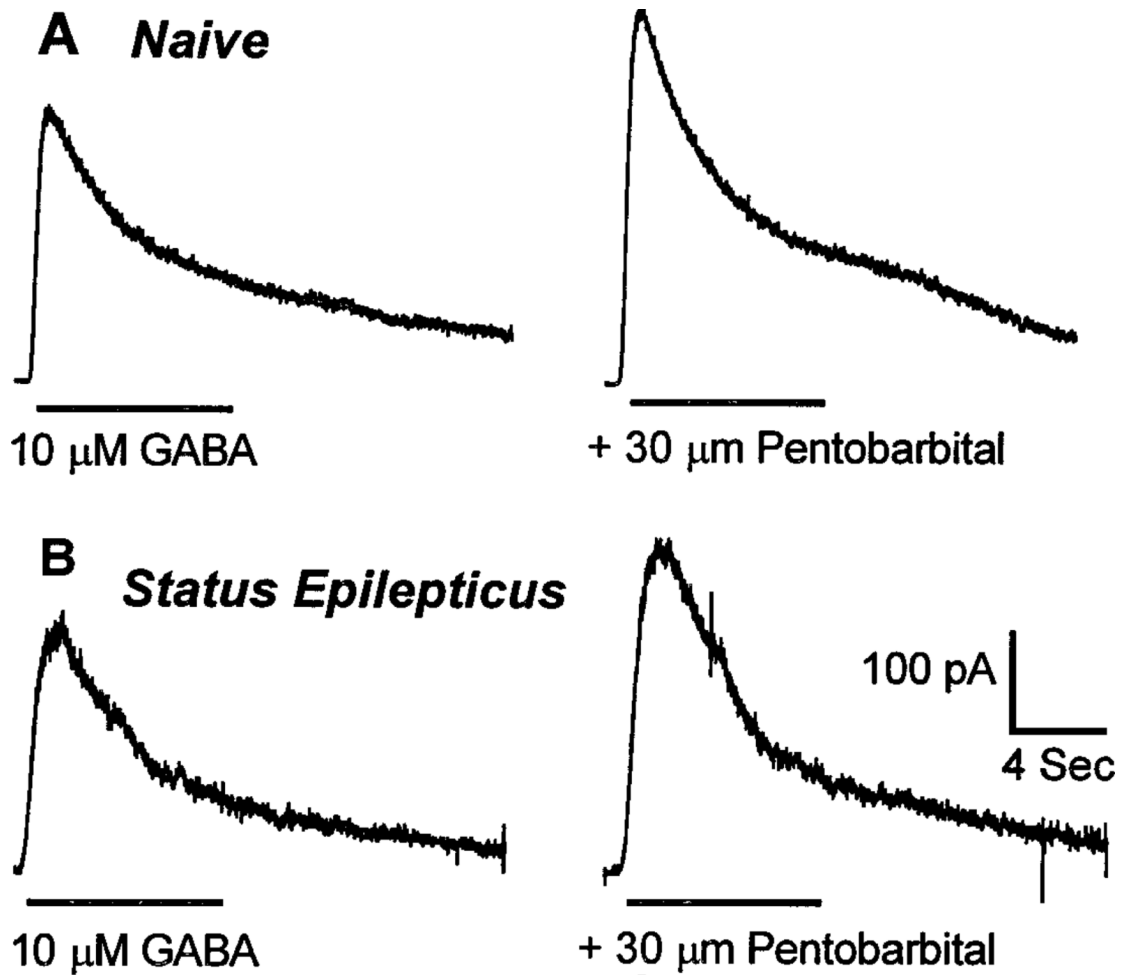 A Naive
10 μM GABA
+ 30 μm Pentobarbital
B Status Epilepticus
100 pA
4 Sec
10 μM GABA
+ 30 μm Pentobarbital